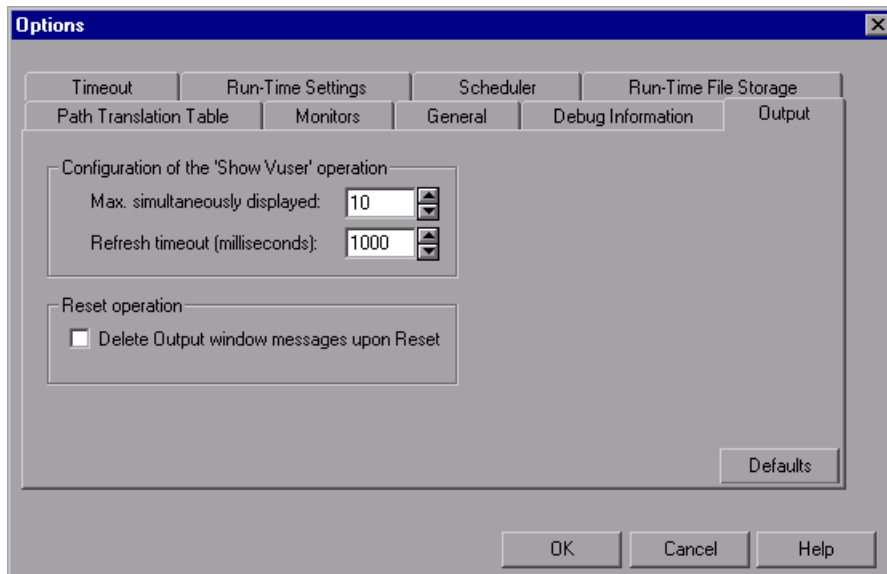 Options
Timeout
Run-Time Settings
Scheduler
Run-Time File Storage
Path Translation Table
Monitors
General
Debug Information
Output
Configuration of the 'Show Vuser' operation
Max. simultaneously displayed: 10
Refresh timeout (milliseconds): 1000
Reset operation
Delete Output window messages upon Reset
Defaults
OK
Cancel
Help